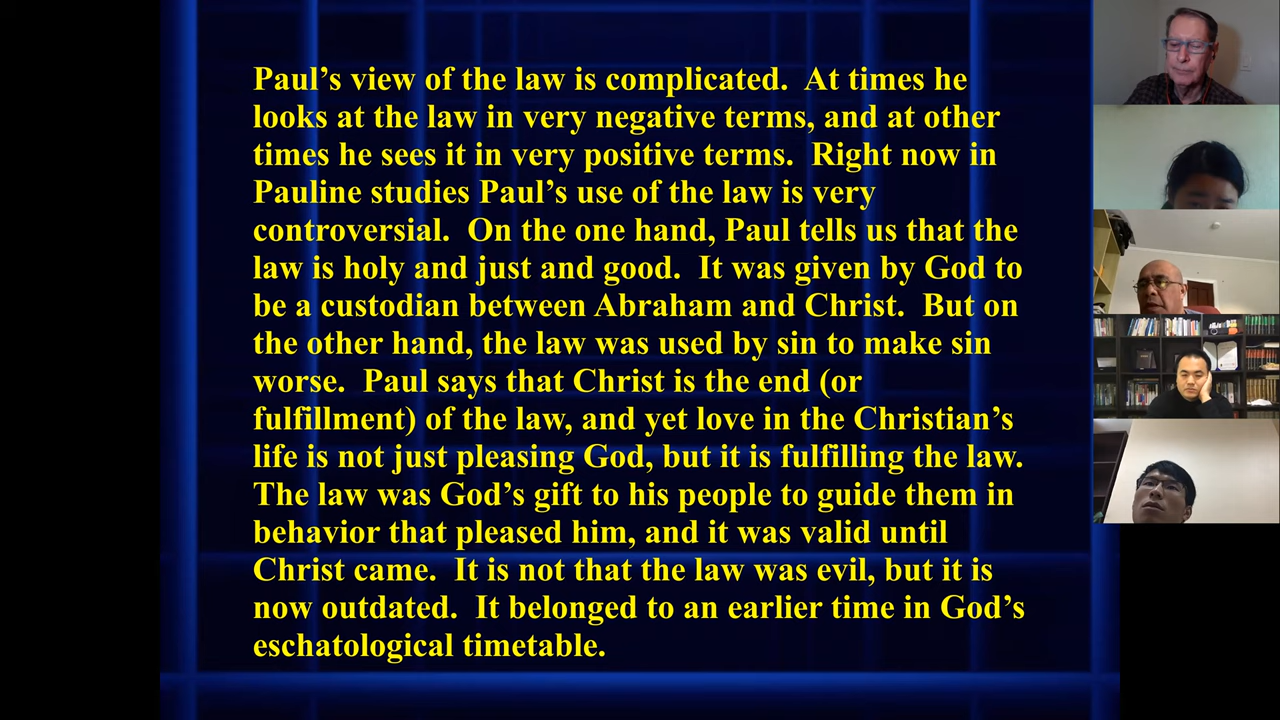 Paul’s view of the law is complicated.  At times he
looks at the law in very negative terms, and at other
times he sees it in very positive terms.  Right now in
Pauline studies Paul’s use of the law is very
controversial.  On the one hand, Paul tells us that the
law is holy and just and good.  It was given by God to
be a custodian between Abraham and Christ.  But on
the other hand, the law was used by sin to make sin
worse.  Paul says that Christ is the end (or
fulfillment) of the law, and yet love in the Christian’s
life is not just pleasing God, but it is fulfilling the law.
The law was God’s gift to his people to guide them in
behavior that pleased him, and it was valid until
Christ came.  It is not that the law was evil, but it is
now outdated.  It belonged to an earlier time in God’s
eschatological timetable.